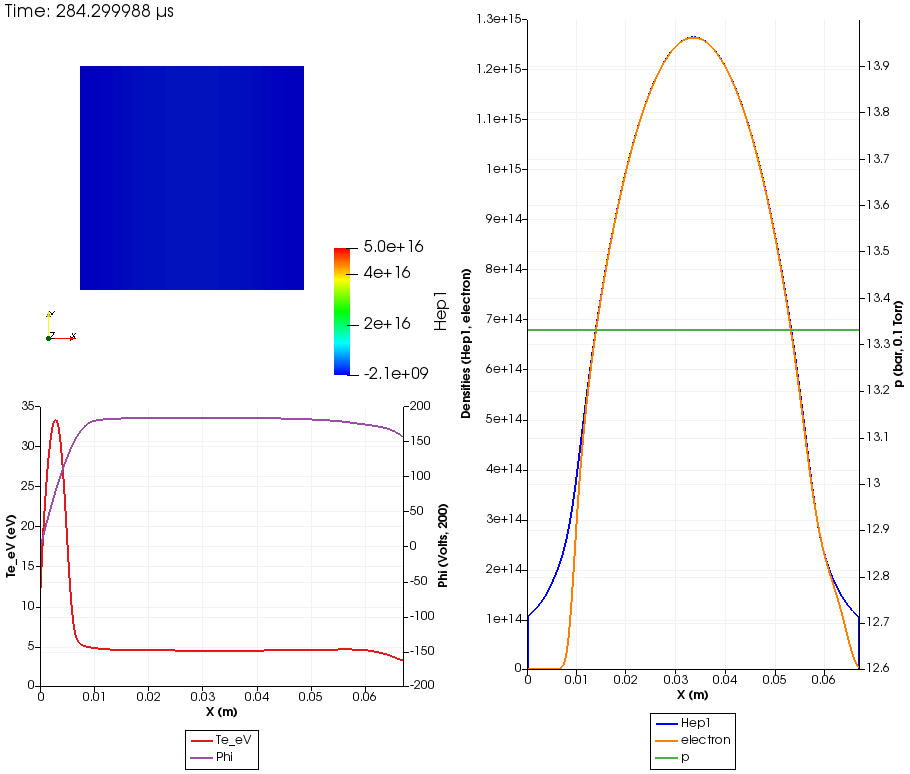 Time: 284.299988 µs
5.0e+16
4e+16
2e+16
-2.1e+09
Hep1
Y
Z
X
35
30
25
20
15
10
5
0
Te_eV (eV)
200
150
100
50
0
-50
-100
-150
-200
Phi (Volts, 200)
0
0.01
0.02
0.03
0.04
0.05
0.06
X (m)
Te_eV
Phi
1.3e+15
1.2e+15
1.1e+15
1e+15
9e+14
8e+14
7e+14
6e+14
5e+14
4e+14
3e+14
2e+14
1e+14
0
Densities (Hep1, electron)
13.9
13.8
13.7
13.6
13.5
13.4
13.3
13.2
13.1
13
12.9
12.8
12.7
12.6
p (bar, 0.1 Torr)
0
0.01
0.02
0.03
0.04
0.05
0.06
X (m)
Hep1
electron
p